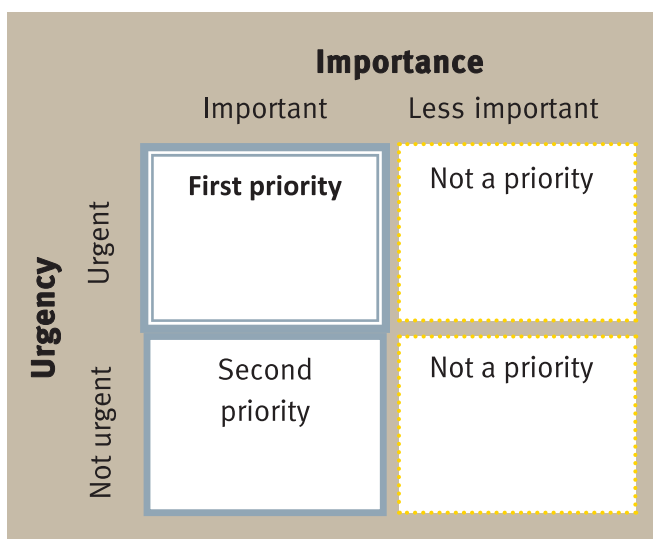 Importance
Important
Less important
Urgency
Urgent
First priority
Not a priority
Not urgent
Second
priority
Not a priority